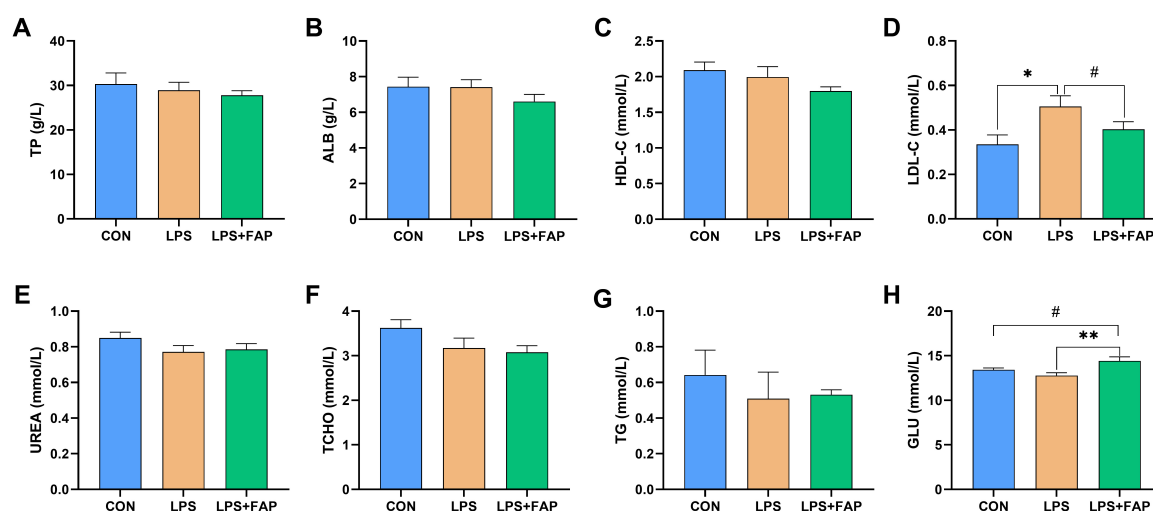 A
TP (g/L)
40
30
20
10
0
CON LPS LPS+FAP
B
ALB (g/L)
8
6
4
2
0
CON LPS LPS+FAP
C
HDL-C (mmol/L)
2.5
2.0
1.5
1.0
0.5
0.0
CON LPS LPS+FAP
D
LDL-C (mmol/L)
0.8
0.6
0.4
0.2
0.0
* #
CON LPS LPS+FAP
E
UREA (mmol/L)
1.0
0.8
0.6
0.4
0.2
0.0
CON LPS LPS+FAP
F
TCHO (mmol/L)
4
3
2
1
0
CON LPS LPS+FAP
G
TG (mmol/L)
1.0
0.8
0.6
0.4
0.2
0.0
CON LPS LPS+FAP
H
GLU (mmol/L)
20
15
10
5
0
#
**
CON LPS LPS+FAP